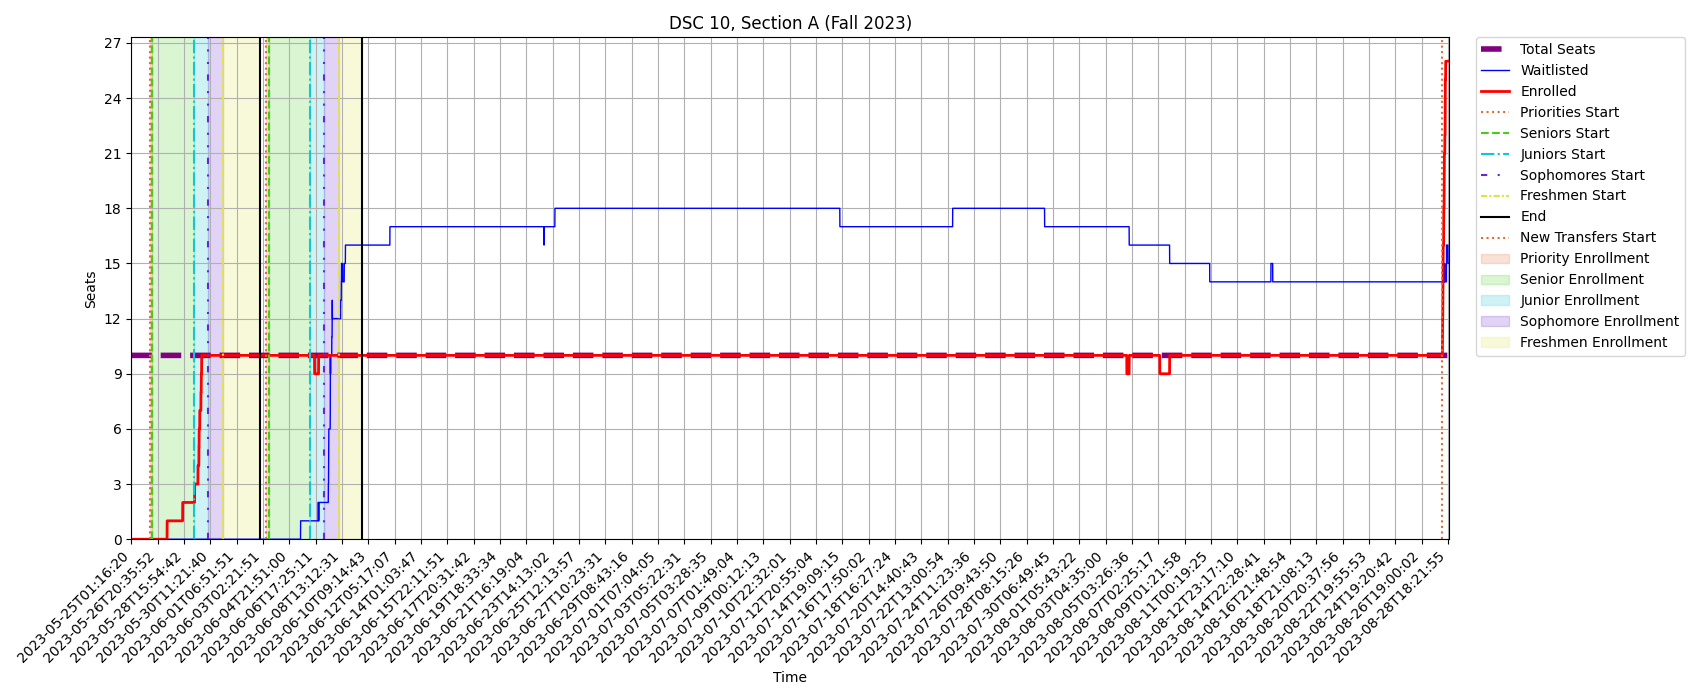 DSC 10, Section A (Fall 2023)
27
24
21
18
15
12
9
6
3
0
Seats
2023-05-25T01:16:20
2023-05-26T20:35:52
2023-05-28T15:54:42
2023-05-30T11:21:40
2023-06-01T06:51:51
2023-06-03T02:21:51
2023-06-04T21:51:00
2023-06-06T17:25:11
2023-06-08T13:12:31
2023-06-10T09:14:43
2023-06-12T05:17:07
2023-06-14T01:03:47
2023-06-15T22:11:51
2023-06-17T20:31:42
2023-06-19T18:33:34
2023-06-21T16:19:04
2023-06-23T14:13:02
2023-06-25T12:13:57
2023-06-27T10:23:31
2023-06-29T08:43:16
2023-07-01T07:04:05
2023-07-03T05:22:31
2023-07-05T03:28:35
2023-07-07T01:49:04
2023-07-09T00:12:13
2023-07-10T22:32:01
2023-07-12T20:55:04
2023-07-14T19:09:15
2023-07-16T17:50:02
2023-07-18T16:27:24
2023-07-20T14:40:43
2023-07-22T13:00:54
2023-07-24T11:23:36
2023-07-26T09:43:50
2023-07-28T08:15:26
2023-07-30T06:49:45
2023-08-01T05:43:22
2023-08-03T04:35:00
2023-08-05T03:26:36
2023-08-07T02:25:17
2023-08-09T01:21:58
2023-08-11T00:19:25
2023-08-12T23:17:10
2023-08-14T22:28:41
2023-08-16T21:48:54
2023-08-18T21:08:13
2023-08-20T20:37:56
2023-08-22T19:55:53
2023-08-24T19:20:42
2023-08-26T19:00:02
2023-08-28T18:21:55
Time
Total Seats
Waitlisted
Enrolled
Priorities Start
Seniors Start
Juniors Start
Sophomores Start
Freshmen Start
End
New Transfers Start
Priority Enrollment
Senior Enrollment
Junior Enrollment
Sophomore Enrollment
Freshmen Enrollment